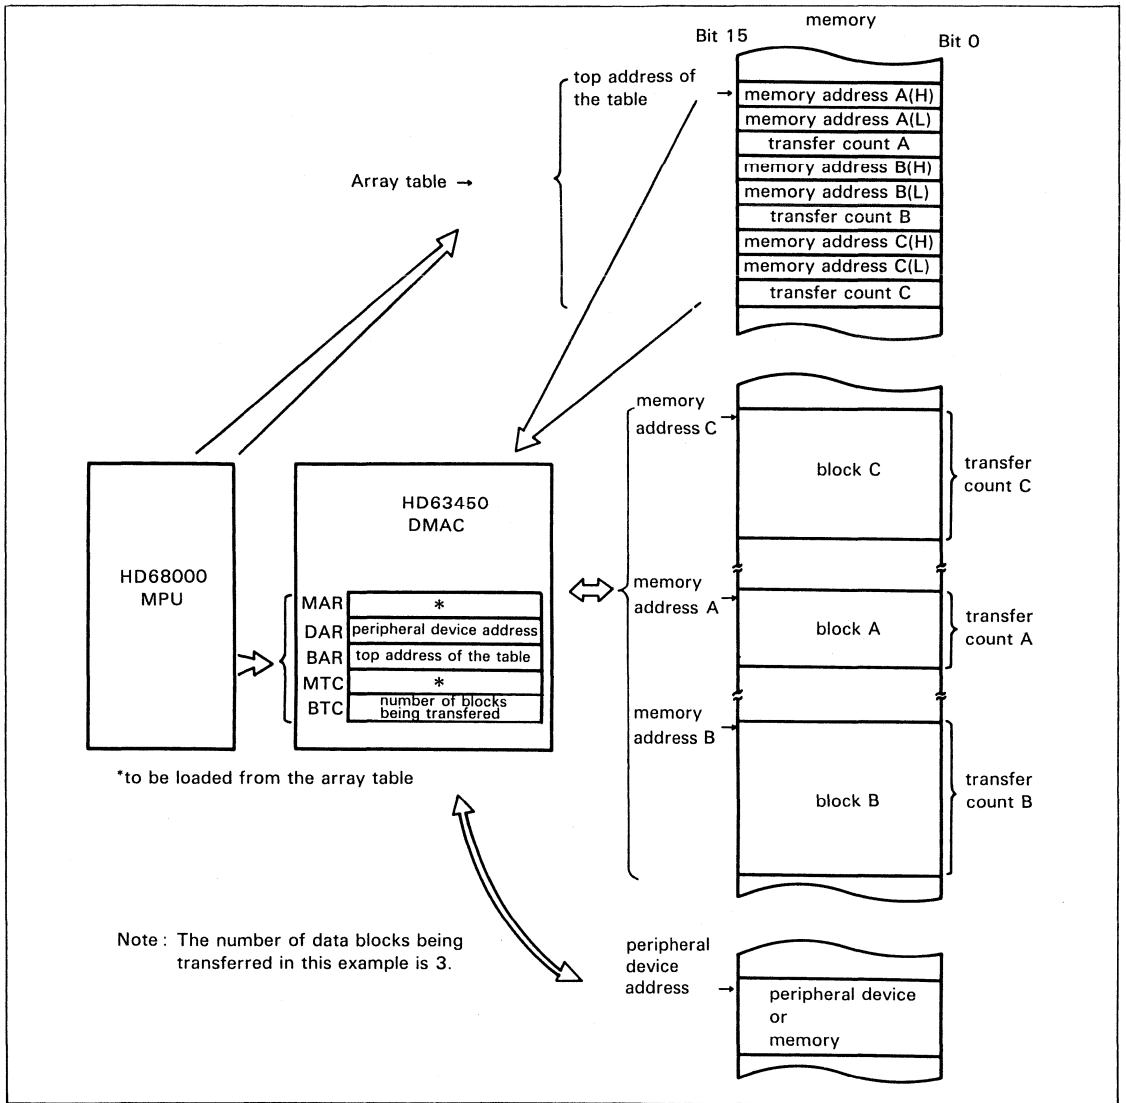 memory
Bit 15
Bit 0
top address of
the table
→
memory address A(H)
memory address A(L)
transfer count A
memory address B(H)
memory address B(L)
transfer count B
memory address C(H)
memory address C(L)
transfer count C
Array table →
memory
address C
block C
transfer
count C
memory
address A
block A
transfer
count A
memory
address B
block B
transfer
count B
HD68000
MPU
HD63450
DMAC
MAR
*
DAR
peripheral device address
BAR
top address of the table
MTC
*
BTC
number of blocks
being transfered
*to be loaded from the array table
Note : The number of data blocks being
transferred in this example is 3.
peripheral
device
address
peripheral device
or
memory